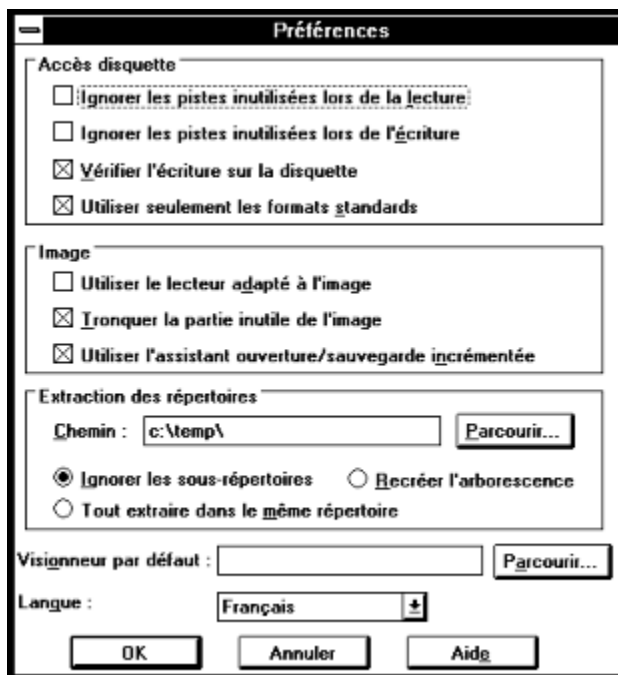 Préférences
Accès disquette
Ignorer les pistes inutilisées lors de la lecture
Ignorer les pistes inutilisées lors de l'écriture
Vérifier l'écriture sur la disquette
Utiliser seulement les formats standards
Image
Utiliser le lecteur adapté à l'image
Tronquer la partie inutile de l'image
Utiliser l'assistant ouverture/sauvegarde incrémentée
Extraction des répertoires
Chemin : c:\temp\ Parcourir...
Ignorer les sous-répertoires Recréer l'arborescence
Tout extraire dans le même répertoire
Visionneur par défaut : Parcourir...
Langue : Français
OK Annuler Aide